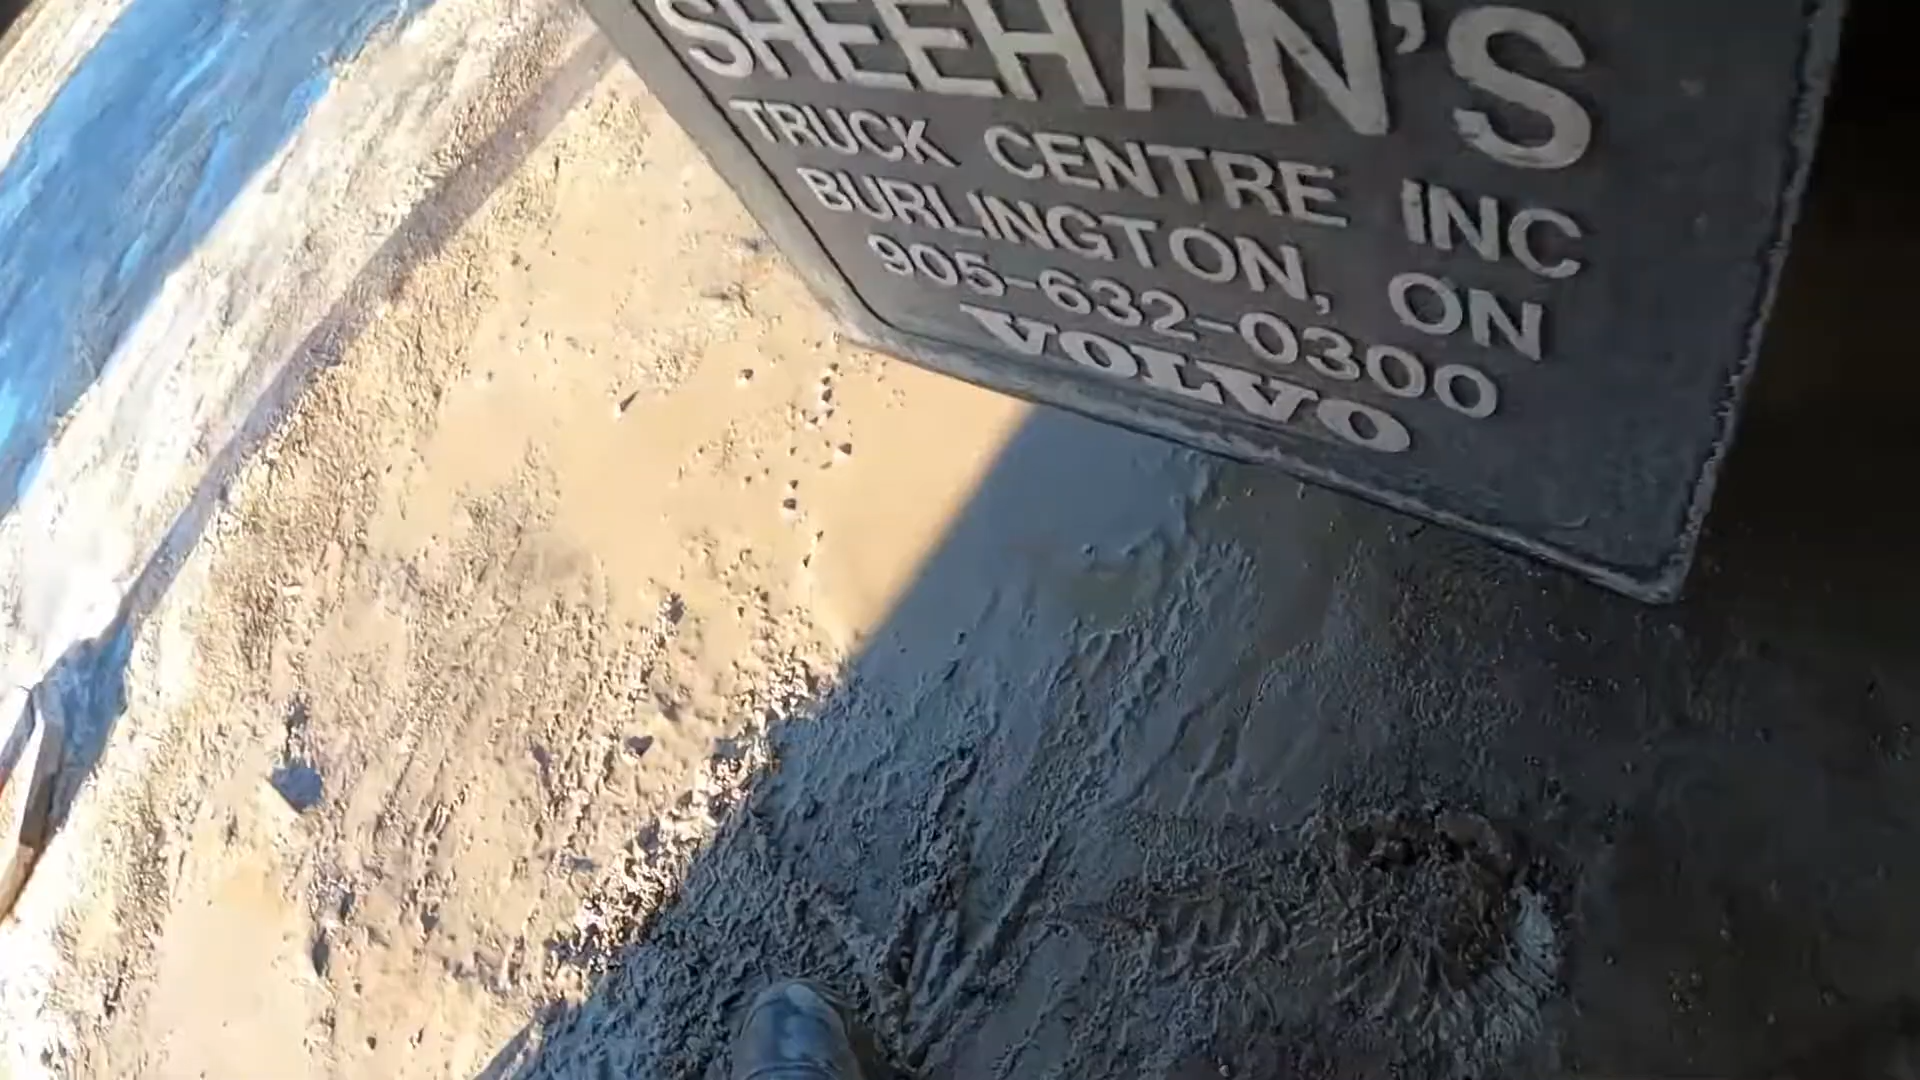 SHEEHAN'S
TRUCK CENTRE INC
BURLINGTON, ON
905-632-0300
VOLVO